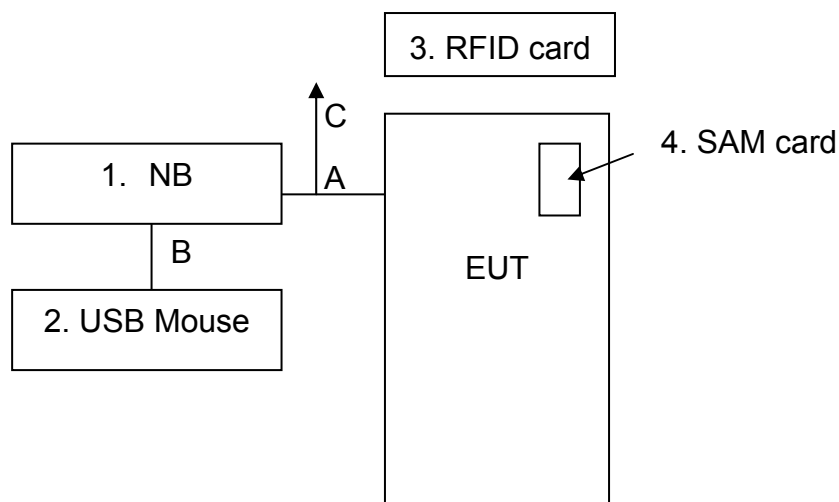 3. RFID card
C
4. SAM card
1. NB
A
B
EUT
2. USB Mouse